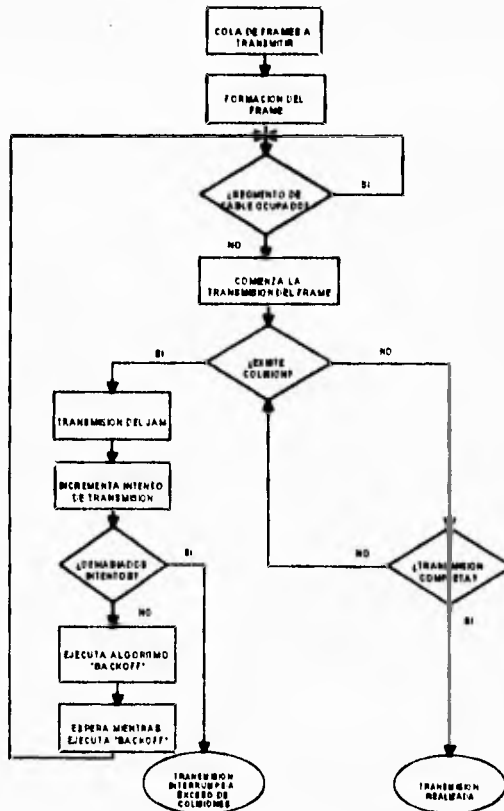 COLA DE FRAMES A
TRANSMITIR
FORMACION DEL
FRAME
¿SEGMENTO DE
CABLE OCUPADO?
SI
NO
COMIENZA LA
TRANSMISION DEL FRAME
SI
¿EXISTE
COLISION?
NO
TRANSMISION DEL JAM
INCREMENTA INTENTO
DE TRANSMISION
¿DEMASIADOS
INTENTOS?
SI
NO
¿TRANSMISION
COMPLETA?
NO
SI
EJECUTA ALGORITMO
"BACKOFF"
ESPERA MIENTRAS
EJECUTA "BACKOFF"
TRANSMISION
INTERRUMPE A
EXCESO DE
COLISIONES
TRANSMISION
REALIZADA